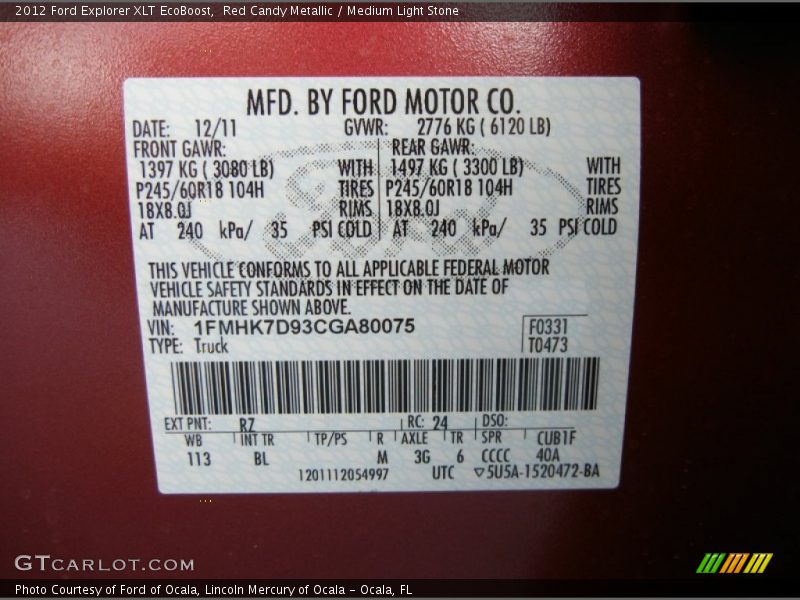 2012 Ford Explorer XLT EcoBoost,  Red Candy Metallic / Medium Light Stone
MFD. BY FORD MOTOR CO.
DATE: 12/11 GVWR: 2776 KG ( 6120 LB)
FRONT GAWR: REAR GAWR:
1397 KG ( 3080 LB) WITH 1497 KG ( 3300 LB) WITH
P245/60R18 104H TIRES P245/60R18 104H TIRES
18X8.0J RIMS 18X8.0J RIMS
AT 240 kPa/ 35 PSI COLD AT 240 kPa/ 35 PSI COLD
THIS VEHICLE CONFORMS TO ALL APPLICABLE FEDERAL MOTOR
VEHICLE SAFETY STANDARDS IN EFFECT ON THE DATE OF
MANUFACTURE SHOWN ABOVE.
VIN: 1FMHK7D93CGA80075 F0331
TYPE: Truck T0473
EXT PNT: RZ RC: 24 DSO:
WB INT TR TP/PS R AXLE TR SPR CUB1F
113 BL M 3G 6 CCCC 40A
1201112054997 UTC ▽5U5A-1520472-BA
GTCARLOT.COM
Photo Courtesy of Ford of Ocala, Lincoln Mercury of Ocala - Ocala, FL